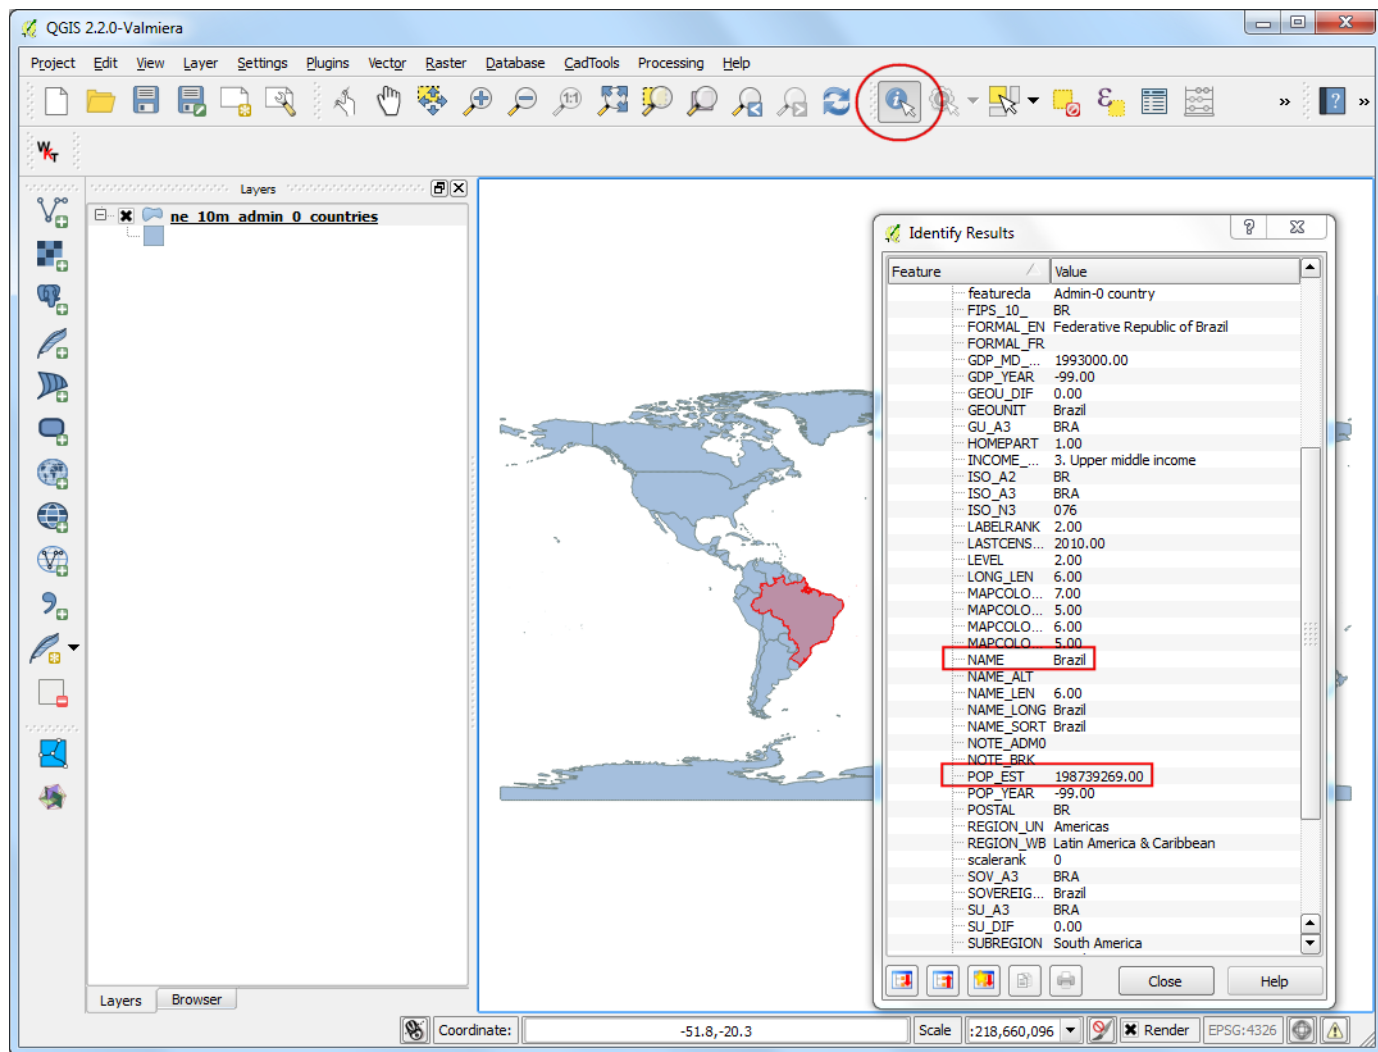 QGIS 2.2.0-Valmiera
Project Edit View Layer Settings Plugins Vector Raster Database CadTools Processing Help
1:1
WKT
Layers
ne_10m_admin_0_countries
Identify Results
Feature Value
featurecla Admin-0 country
FIPS_10_ BR
FORMAL_EN Federative Republic of Brazil
FORMAL_FR
GDP_MD_... 1993000.00
GDP_YEAR -99.00
GEOU_DIF 0.00
GEOUNIT Brazil
GU_A3 BRA
HOMEPART 1.00
INCOME_... 3. Upper middle income
ISO_A2 BR
ISO_A3 BRA
ISO_N3 076
LABELRANK 2.00
LASTCENS... 2010.00
LEVEL 2.00
LONG_LEN 6.00
MAPCOLO... 7.00
MAPCOLO... 5.00
MAPCOLO... 6.00
MAPCOLO... 5.00
NAME Brazil
NAME_ALT
NAME_LEN 6.00
NAME_LONG Brazil
NAME_SORT Brazil
NOTE_ADM0
NOTE_BRK
POP_EST 198739269.00
POP_YEAR -99.00
POSTAL BR
REGION_UN Americas
REGION_WB Latin America & Caribbean
scalerank 0
SOV_A3 BRA
SOVEREIG... Brazil
SU_A3 BRA
SU_DIF 0.00
SUBREGION South America
Close Help
Layers Browser
Coordinate: -51.8,-20.3 Scale :218,660,096 Render EPSG:4326